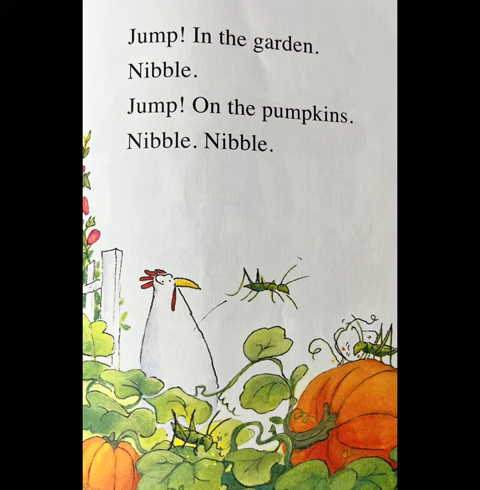 Jump! In the garden.
Nibble.
Jump! On the pumpkins.
Nibble. Nibble.